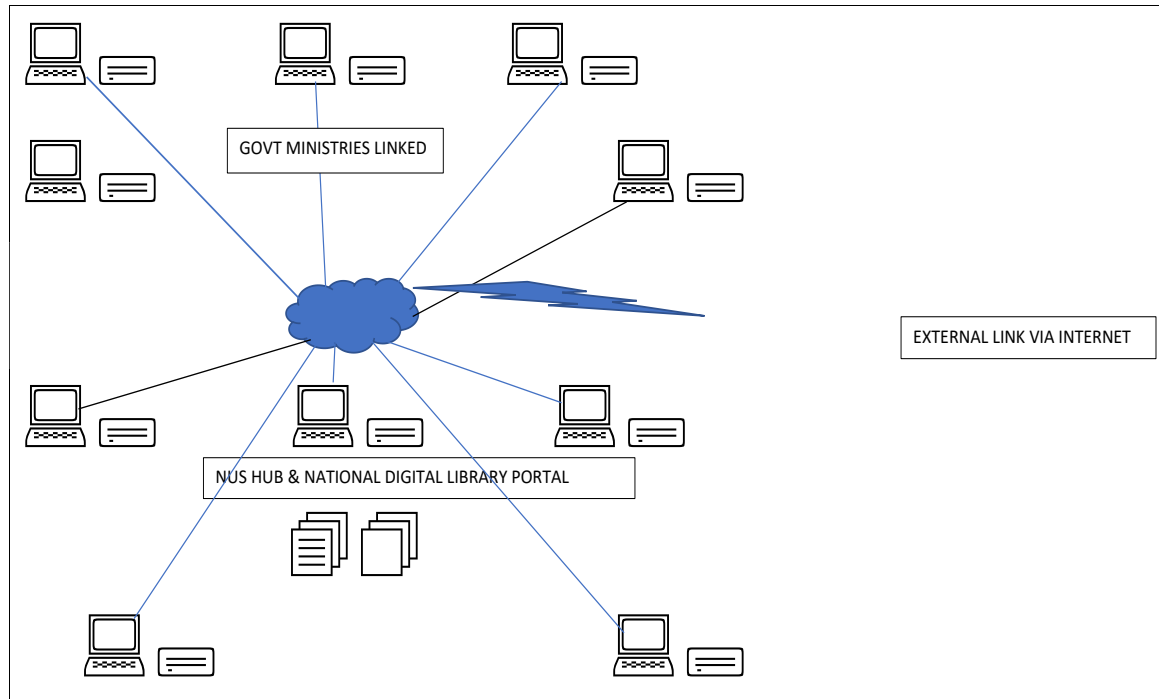 GOVT MINISTRIES LINKED
EXTERNAL LINK VIA INTERNET
NUS HUB & NATIONAL DIGITAL LIBRARY PORTAL